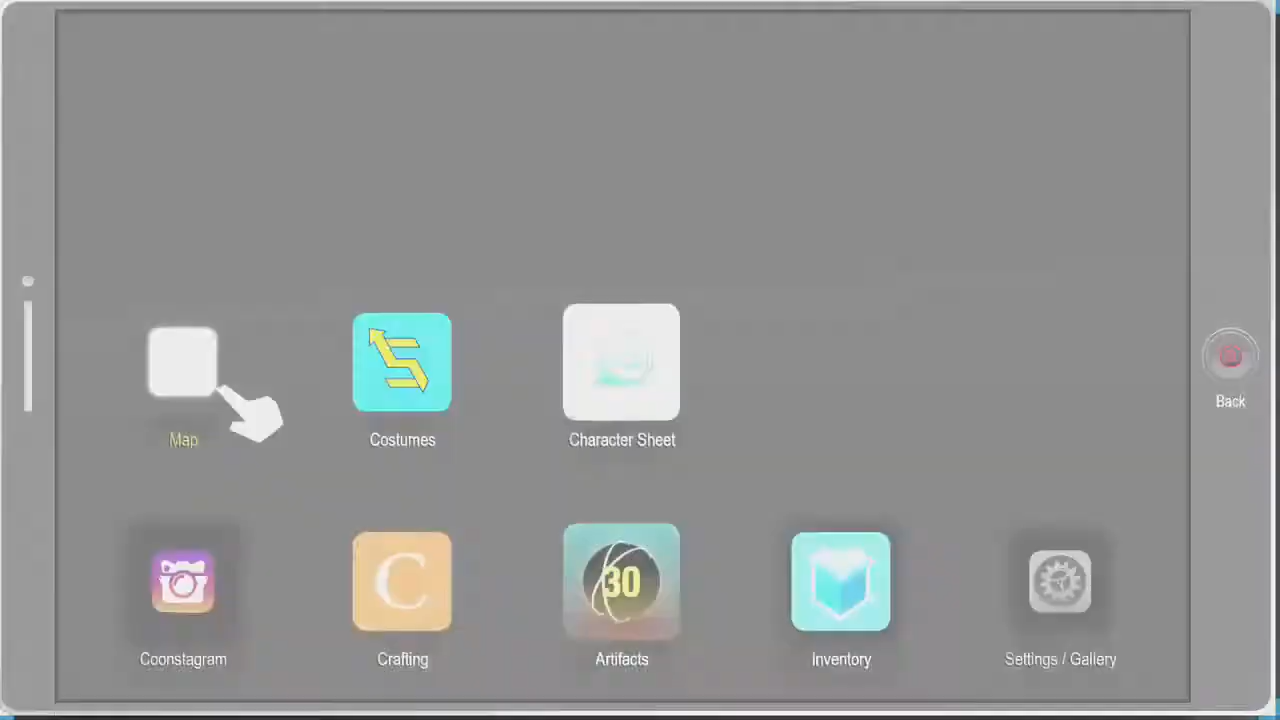 Map
Costumes
Character Sheet
Back
C
30
Coonstagram
Crafting
Artifacts
Inventory
Settings / Gallery